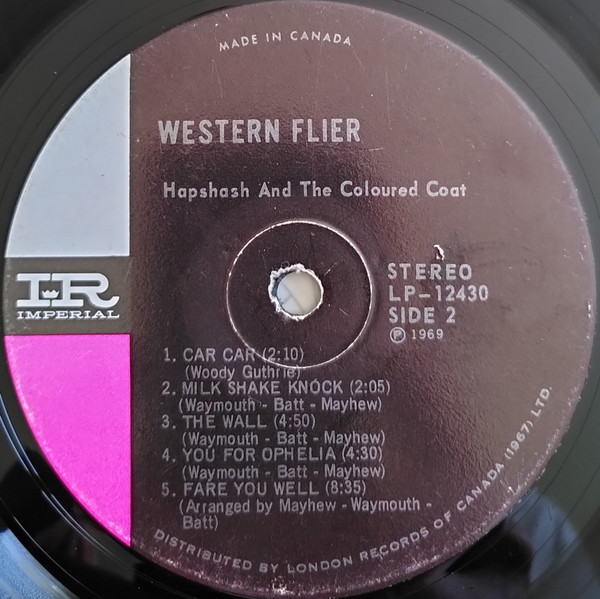 MADE IN CANADA
WESTERN FLIER
Hapshash And The Coloured Coat
IR
IMPERIAL
STEREO
LP-12430
SIDE 2
Ⓟ 1969
1. CAR CAR (2:10)
(Woody Guthrie)
2. MILK SHAKE KNOCK (2:05)
(Waymouth - Batt - Mayhew)
3. THE WALL (4:50)
(Waymouth - Batt - Mayhew)
4. YOU FOR OPHELIA (4:30)
(Waymouth - Batt - Mayhew)
5. FARE YOU WELL (8:35)
(Arranged by Mayhew - Waymouth -
Batt)
DISTRIBUTED BY LONDON RECORDS OF CANADA (1967) LTD.